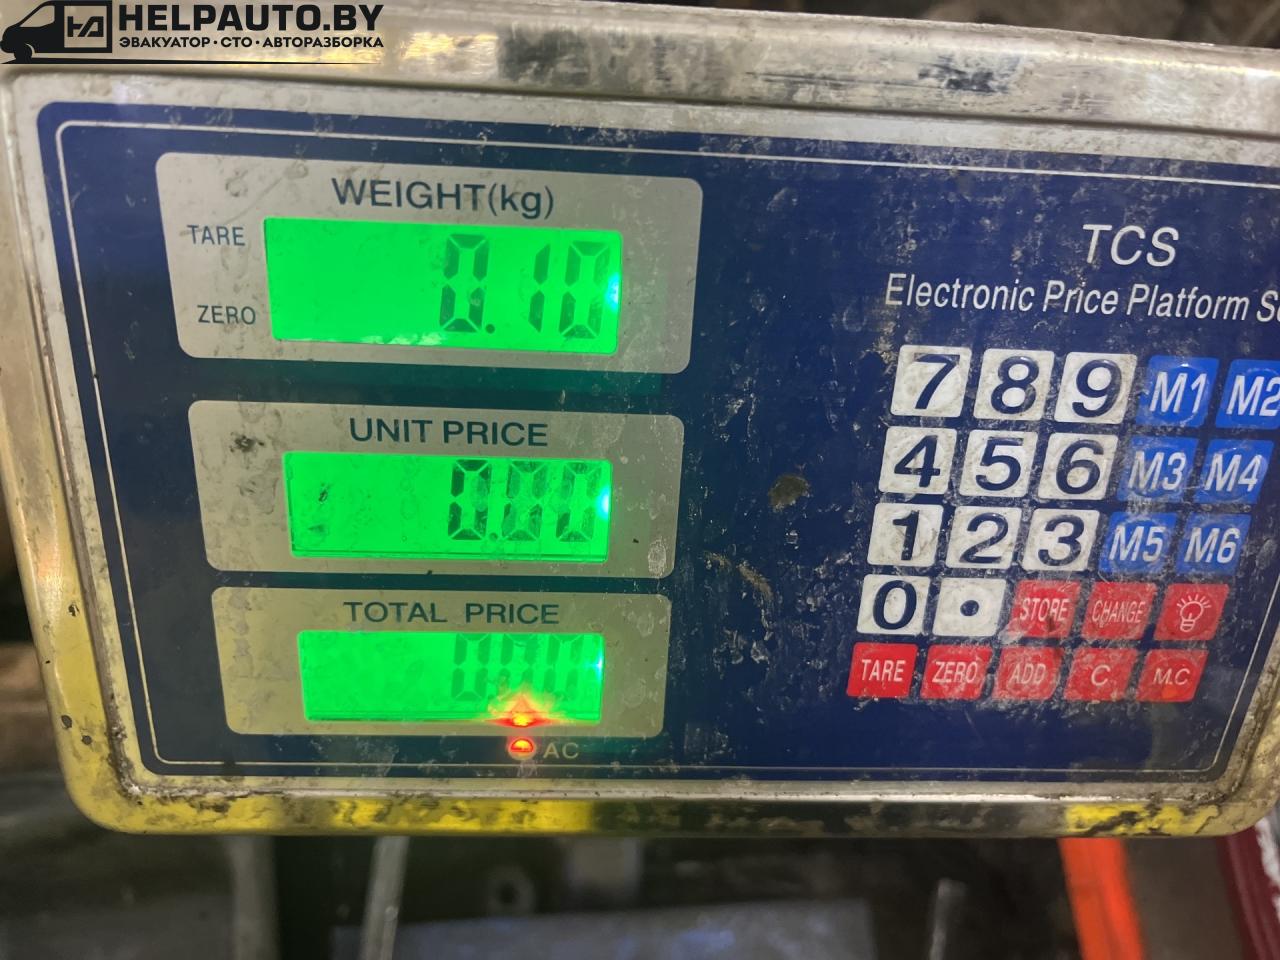 HELPAUTO.BY
ЭВАКУАТОР · СТО · АВТОРАЗБОРКА
WEIGHT(kg)
TARE
0.10
ZERO
UNIT PRICE
0.00
TOTAL PRICE
0.00
AC
TCS
Electronic Price Platform
7 8 9 M1 M2
4 5 6 M3 M4
1 2 3 M5 M6
0 . STORE CHANGE
TARE ZERO ADD C M.C